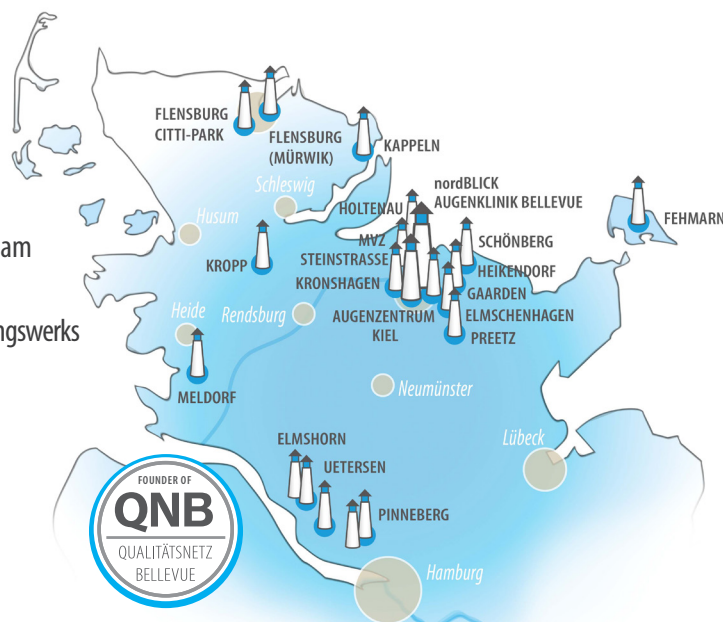 FLENSBURG
CITTI-PARK
FLENSBURG
(MÜRWIK)
KAPPELN
Schleswig
nordBLICK
AUGENKLINIK BELLEVUE
HOLTENAU
Husum
FEHMARN
am
MVZ
STEINSTRASSE
SCHÖNBERG
KROPP
HEIKENDORF
KRONSHAGEN
GAARDEN
Heide
Rendsburg
AUGENZENTRUM
KIEL
ELMSCHENHAGEN
ngswerks
PREETZ
Neumünster
MELDORF
ELMSHORN
Lübeck
UETERSEN
FOUNDER OF
QNB
QUALITÄTSNETZ
BELLEVUE
PINNEBERG
Hamburg